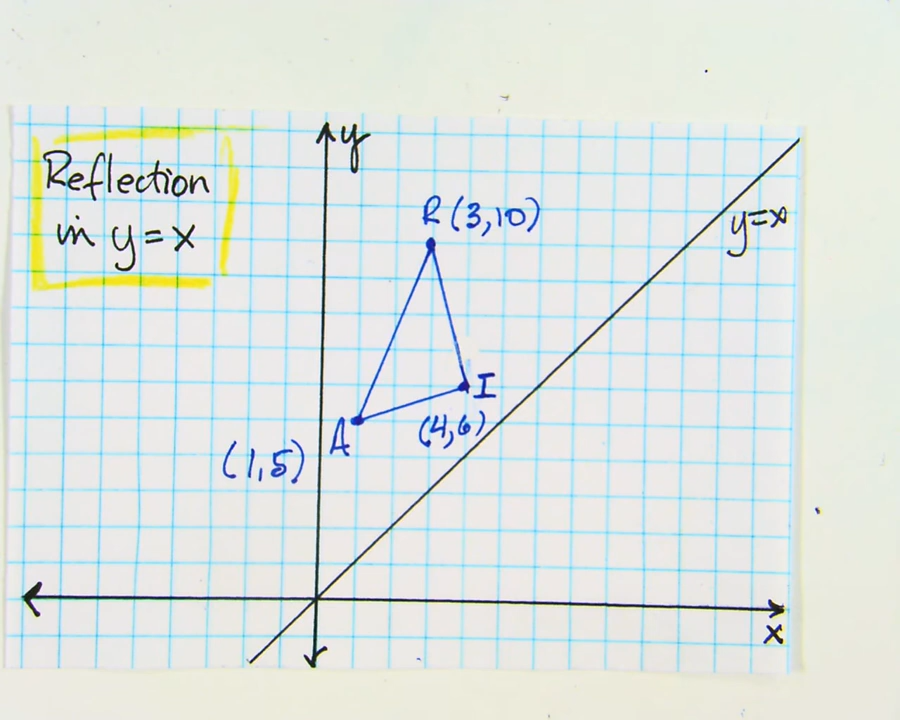 Reflection
in y=x
y
R (3,10)
y=x
I
(4,6)
A
(1,5)
x